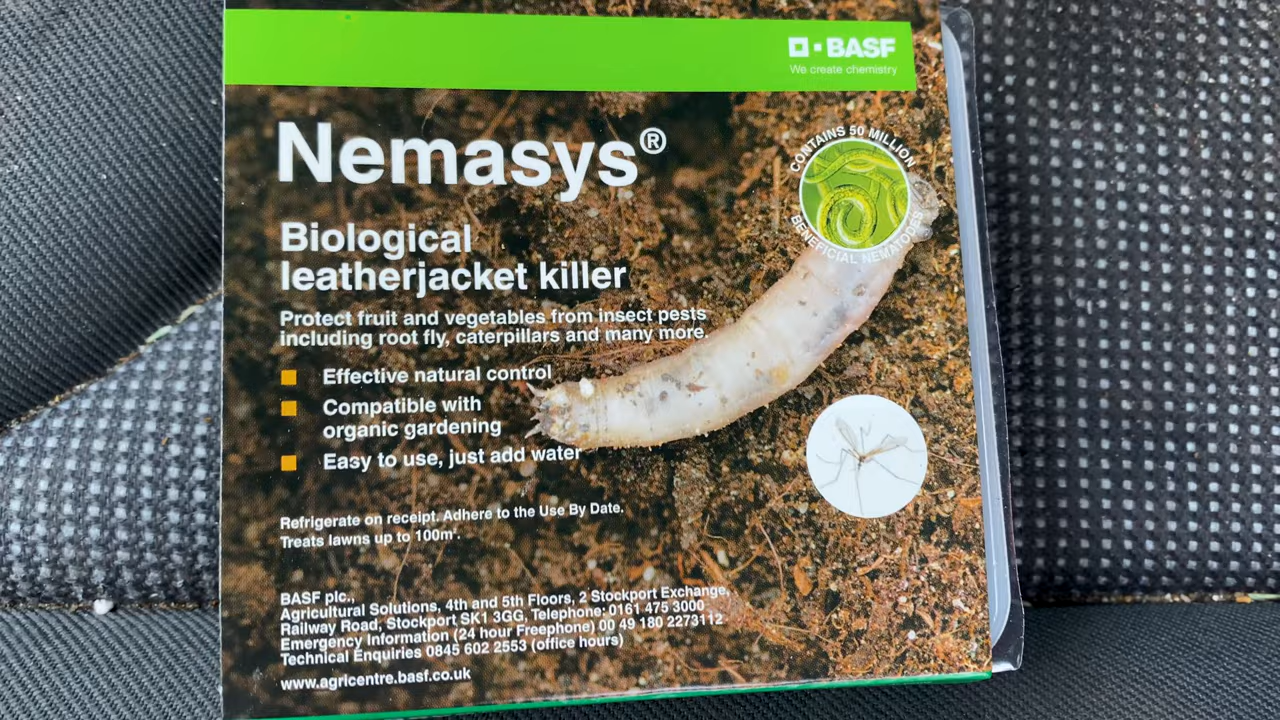 BASF
We create chemistry
Nemasys®
CONTAINS 50 MILLION
BENEFICIAL NEMATODES
Biological
leatherjacket killer
Protect fruit and vegetables from insect pests
including root fly, caterpillars and many more.
Effective natural control
Compatible with
organic gardening
Easy to use, just add water
Refrigerate on receipt. Adhere to the Use By Date.
Treats lawns up to 100m².
BASF plc.,
Agricultural Solutions, 4th and 5th Floors, 2 Stockport Exchange,
Railway Road, Stockport SK1 3GG, Telephone: 0161 475 3000
Emergency Information (24 hour Freephone) 00 49 180 2273112
Technical Enquiries 0845 602 2553 (office hours)
www.agricentre.basf.co.uk